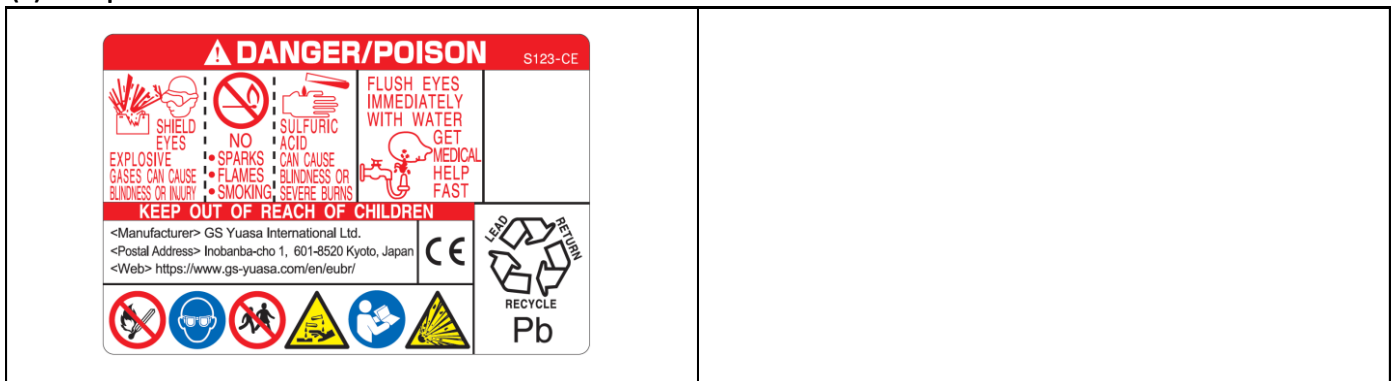 DANGER/POISON S123-CE
SHIELD
EYES
EXPLOSIVE
GASES CAN CAUSE
BLINDNESS OR INJURY
NO
• SPARKS
• FLAMES
• SMOKING
SULFURIC
ACID
CAN CAUSE
BLINDNESS OR
SEVERE BURNS
FLUSH EYES
IMMEDIATELY
WITH WATER
GET
MEDICAL
HELP
FAST
KEEP OUT OF REACH OF CHILDREN
<Manufacturer> GS Yuasa International Ltd.
<Postal Address> Inobanba-cho 1, 601-8520 Kyoto, Japan
<Web> https://www.gs-yuasa.com/en/eubr/
CE
LEAD
RETURN
RECYCLE
Pb